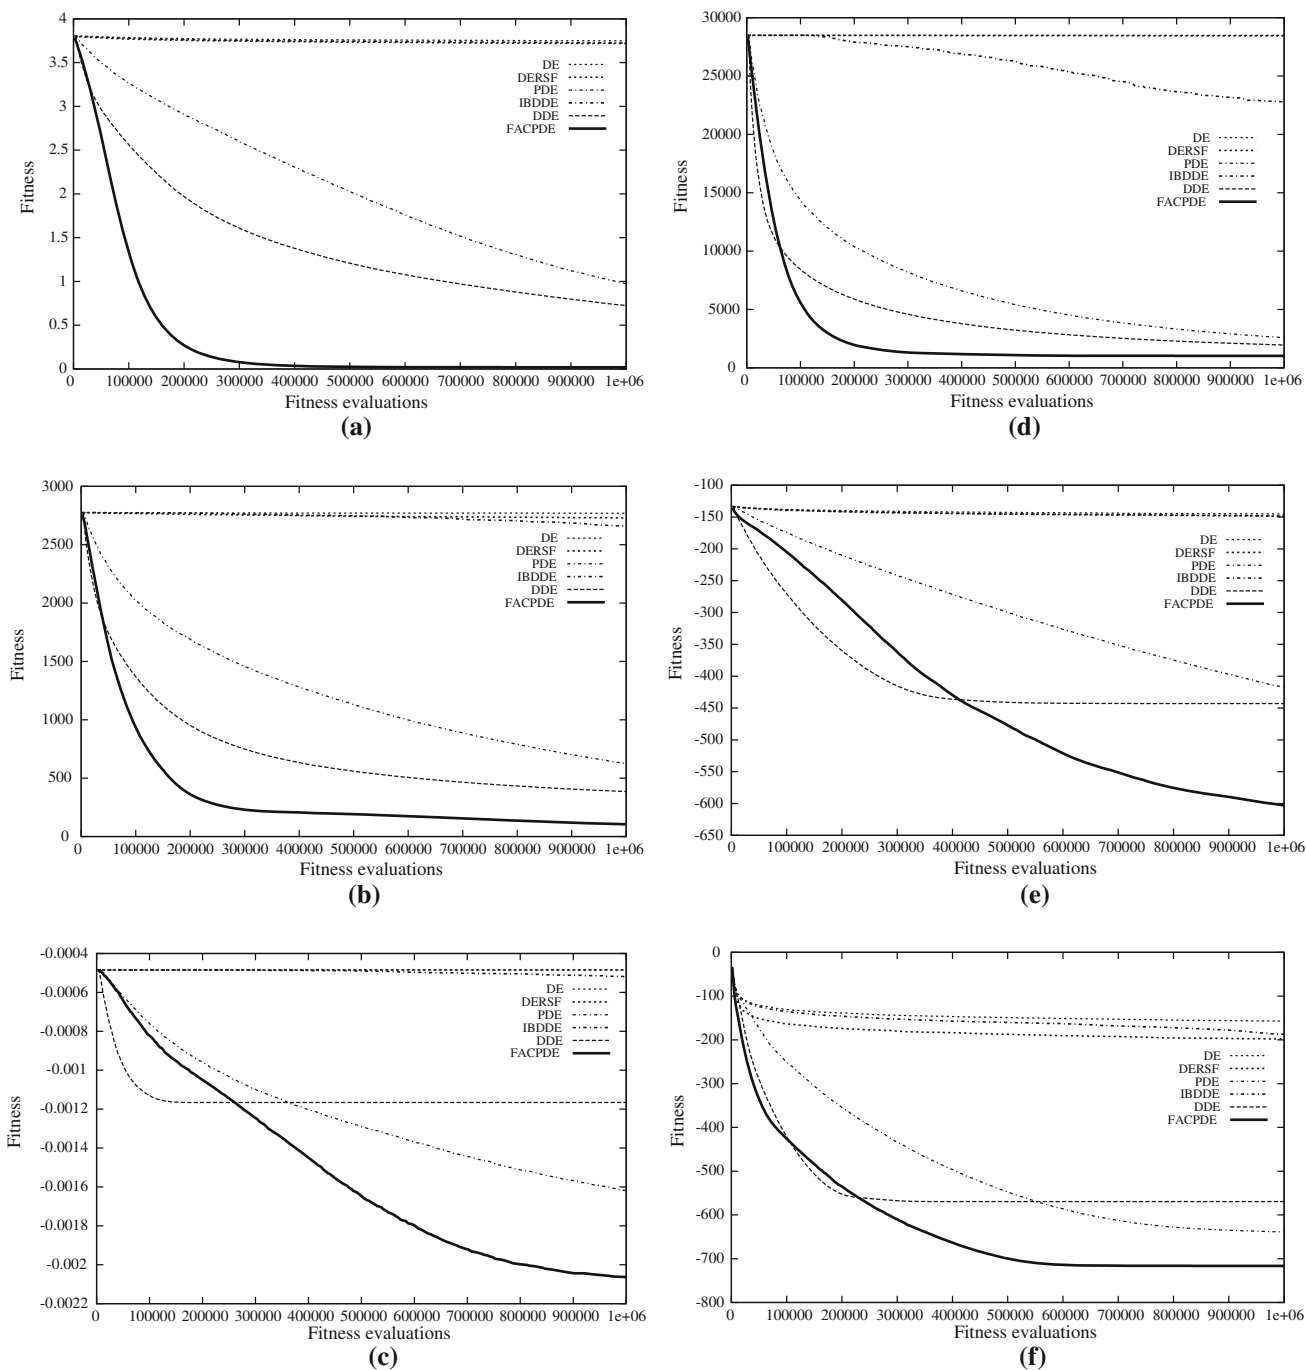 4
3.5
3
2.5
2
1.5
1
0.5
0
Fitness
DE
DERSF
PDE
IBDDE
DDE
FACPDE
0 100000 200000 300000 400000 500000 600000 700000 800000 900000 1e+06
Fitness evaluations
(a)
30000
25000
20000
15000
10000
5000
0
Fitness
DE
DERSF
PDE
IBDDE
DDE
FACPDE
0 100000 200000 300000 400000 500000 600000 700000 800000 900000 1e+06
Fitness evaluations
(d)
3000
2500
2000
1500
1000
500
0
Fitness
DE
DERSF
PDE
IBDDE
DDE
FACPDE
0 100000 200000 300000 400000 500000 600000 700000 800000 900000 1e+06
Fitness evaluations
(b)
-100
-150
-200
-250
-300
-350
-400
-450
-500
-550
-600
-650
Fitness
DE
DERSF
PDE
IBDDE
DDE
FACPDE
0 100000 200000 300000 400000 500000 600000 700000 800000 900000 1e+06
Fitness evaluations
(e)
-0.0004
-0.0006
-0.0008
-0.001
-0.0012
-0.0014
-0.0016
-0.0018
-0.002
-0.0022
Fitness
DE
DERSF
PDE
IBDDE
DDE
FACPDE
0 100000 200000 300000 400000 500000 600000 700000 800000 900000 1e+06
Fitness evaluations
(c)
0
-100
-200
-300
-400
-500
-600
-700
-800
Fitness
DE
DERSF
PDE
IBDDE
DDE
FACPDE
0 100000 200000 300000 400000 500000 600000 700000 800000 900000 1e+06
Fitness evaluations
(f)